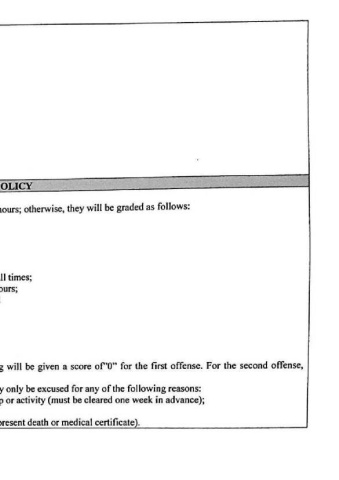 OLICY
hours; otherwise, they will be graded as follows:
ll times;
ours;
g will be given a score of"0" for the first offense. For the second offense,
y only be excused for any of the following reasons:
p or activity (must be cleared one week in advance);
present death or medical certificate).